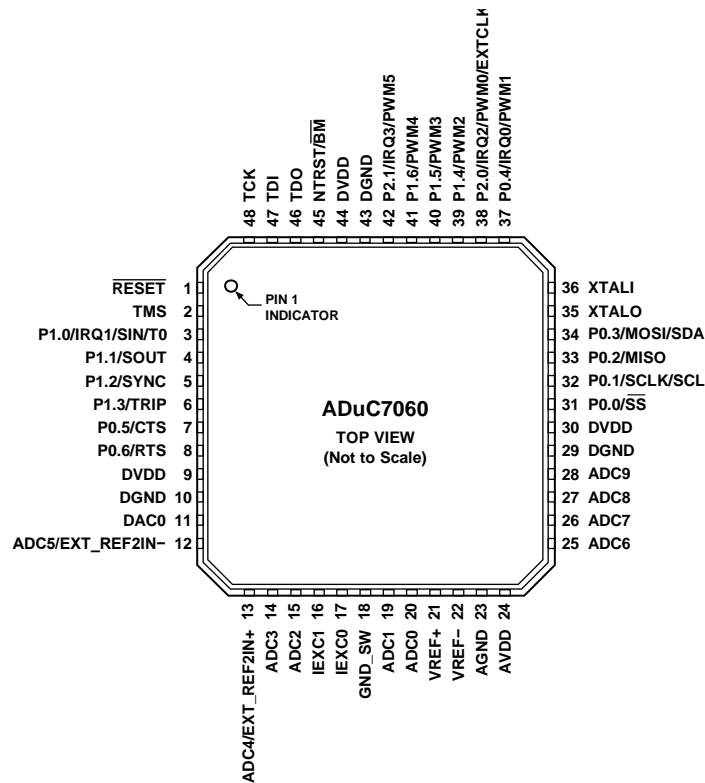 48 TCK
47 TDI
46 TDO
45 NTRST/BM
44 DVDD
43 DGND
42 P2.1/IRQ3/PWM5
41 P1.6/PWM4
40 P1.5/PWM3
39 P1.4/PWM2
38 P2.0/IRQ2/PWM0/EXTCLK
37 P0.4/IRQ0/PWM1
RESET 1
TMS 2
P1.0/IRQ1/SIN/T0 3
P1.1/SOUT 4
P1.2/SYNC 5
P1.3/TRIP 6
P0.5/CTS 7
P0.6/RTS 8
DVDD 9
DGND 10
DAC0 11
ADC5/EXT_REF2IN− 12
PIN 1
INDICATOR
ADuC7060
TOP VIEW
(Not to Scale)
36 XTALI
35 XTALO
34 P0.3/MOSI/SDA
33 P0.2/MISO
32 P0.1/SCLK/SCL
31 P0.0/SS
30 DVDD
29 DGND
28 ADC9
27 ADC8
26 ADC7
25 ADC6
ADC4/EXT_REF2IN+ 13
ADC3 14
ADC2 15
IEXC1 16
IEXC0 17
GND_SW 18
ADC1 19
ADC0 20
VREF+ 21
VREF− 22
AGND 23
AVDD 24